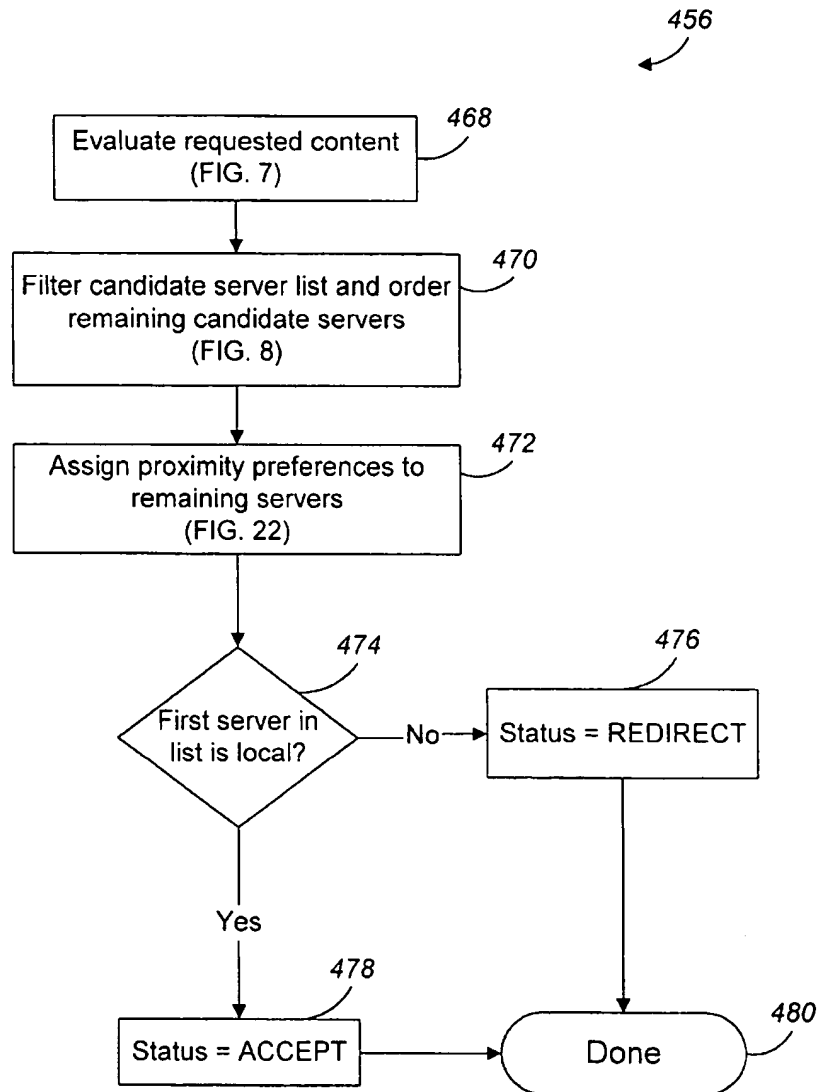 456
468
Evaluate requested content
(FIG. 7)
470
Filter candidate server list and order
remaining candidate servers
(FIG. 8)
472
Assign proximity preferences to
remaining servers
(FIG. 22)
474
First server in
list is local?
No
476
Status = REDIRECT
Yes
478
Status = ACCEPT
480
Done